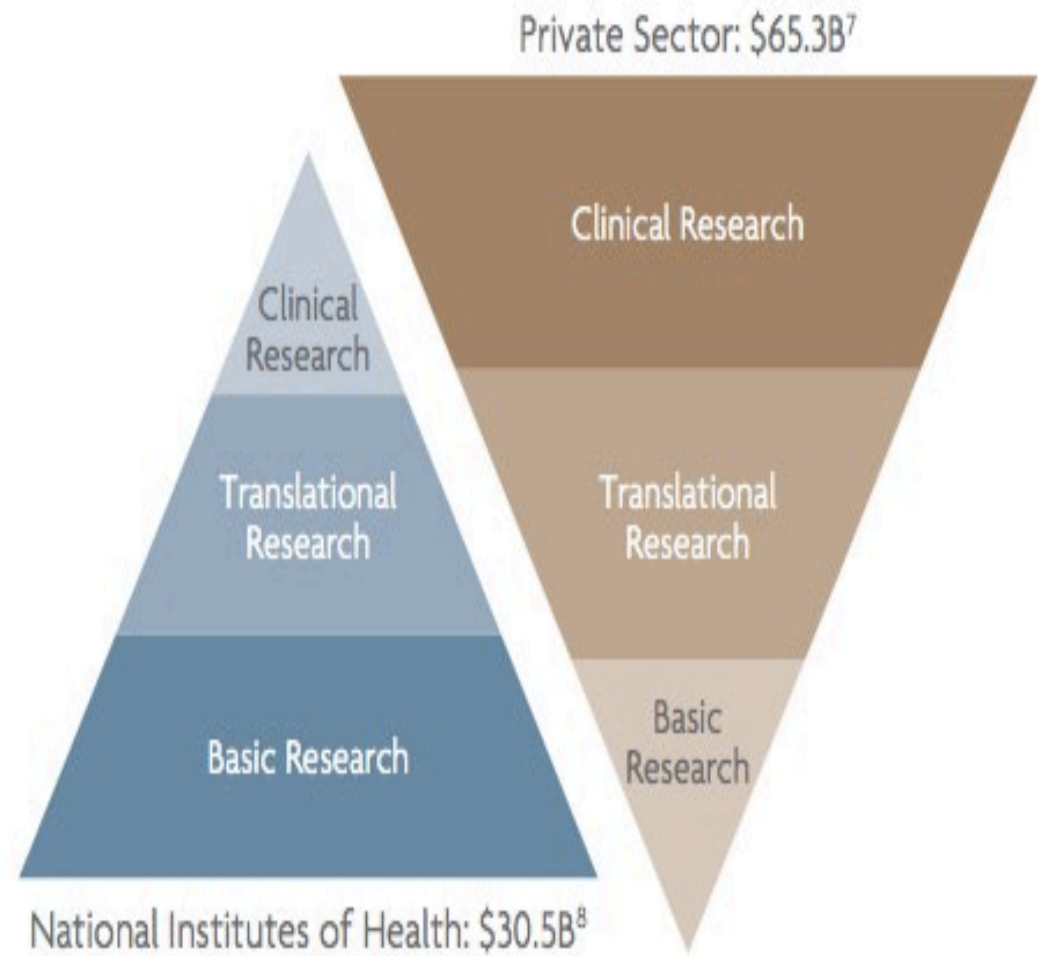 Private Sector: $65.3B⁷
Clinical Research
Translational
Research
Basic
Research
Clinical
Research
Translational
Research
Basic Research
National Institutes of Health: $30.5B⁸